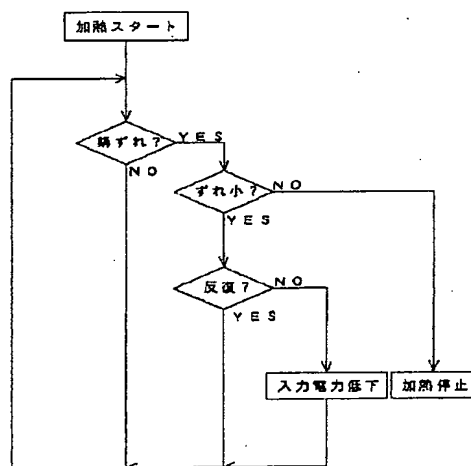 加熱スタート
鍋ずれ？
YES
NO
ずれ小？
NO
YES
反復？
NO
YES
入力電力低下
加熱停止